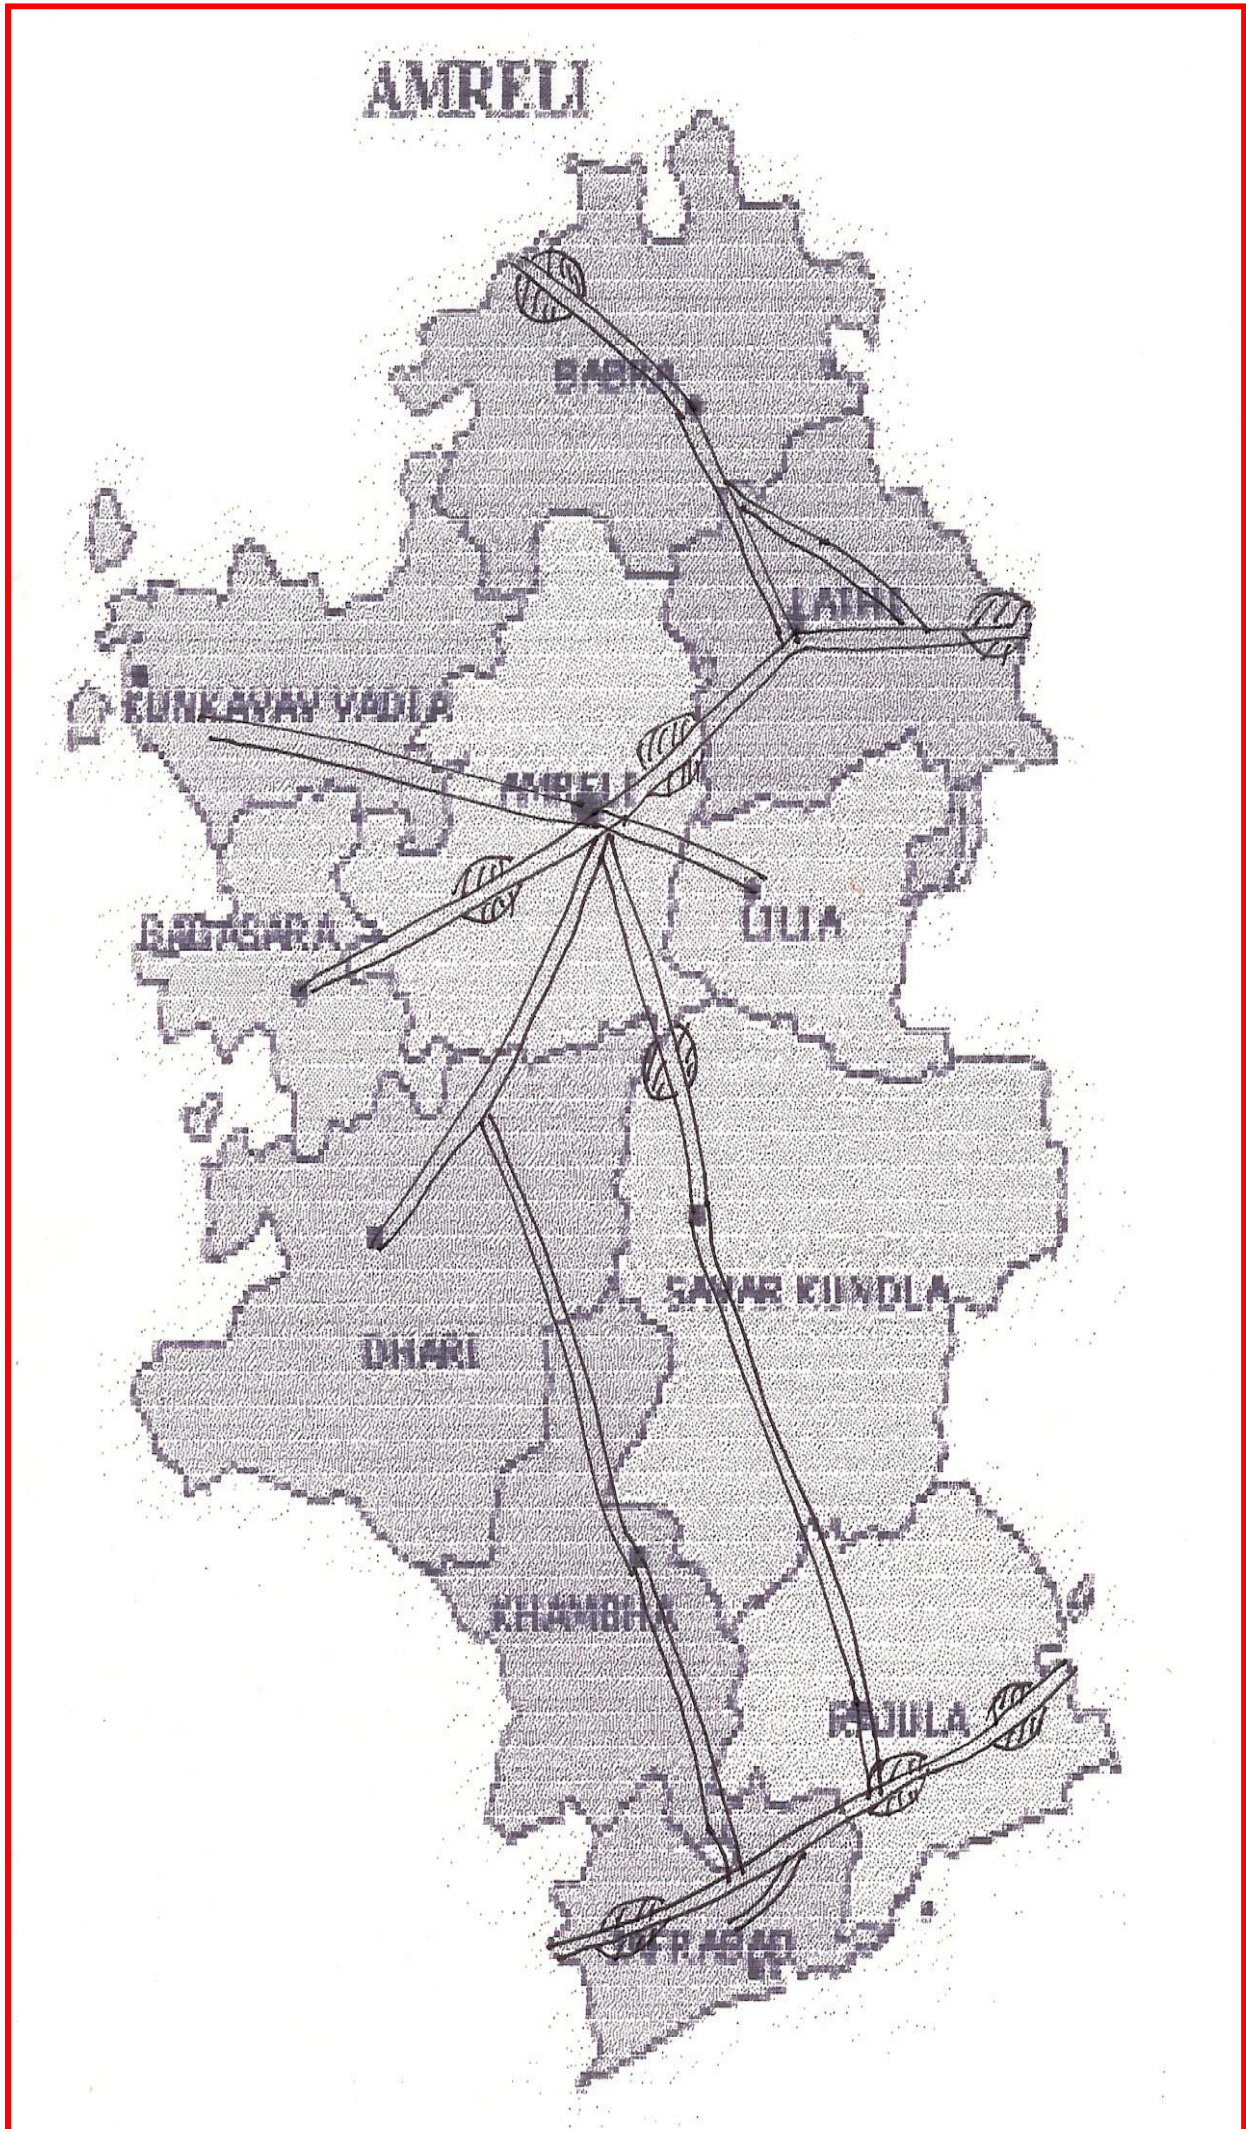 AMRELI
BABRA
LATHI
KUNKAVAV VADIA
AMRELI
LILIA
BAGASARA
SAVAR KUNDLA
DHARI
KHAMBHA
RAJULA
JAFRABAD